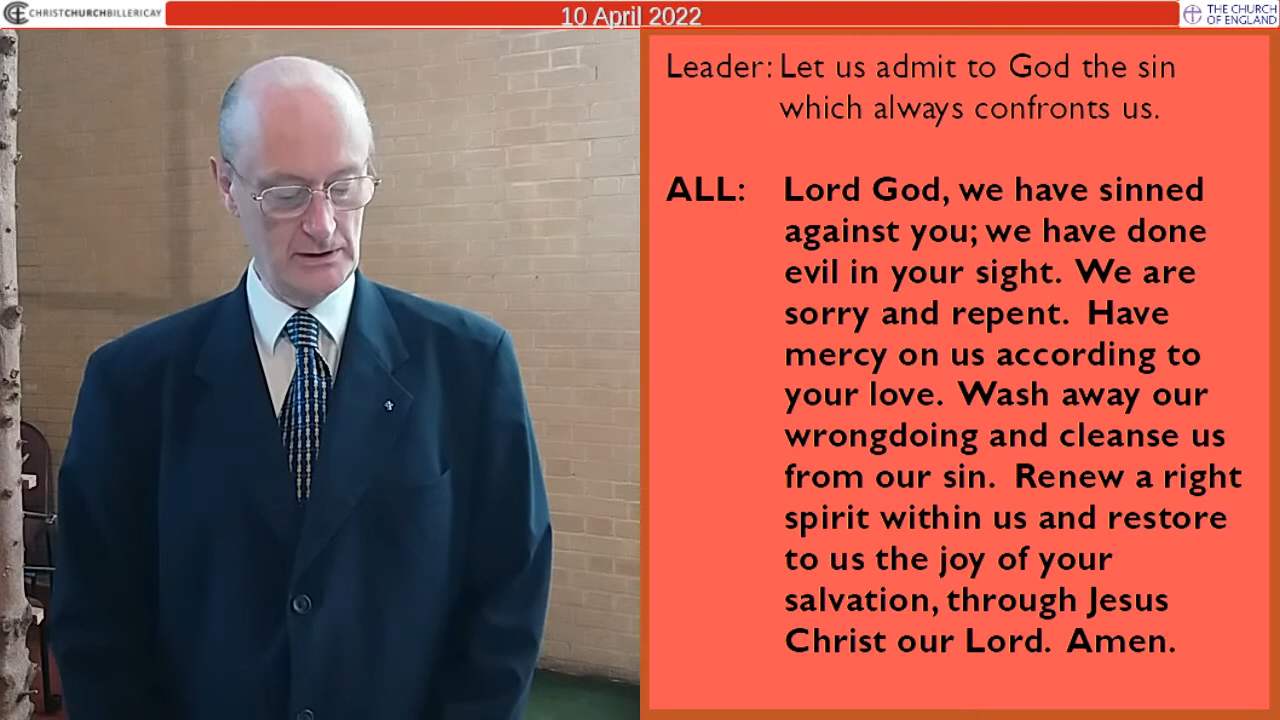 CHRISTCHURCHBILLERICAY
10 April 2022
THE CHURCH
OF ENGLAND
Leader: Let us admit to God the sin
which always confronts us.
ALL: Lord God, we have sinned
against you; we have done
evil in your sight. We are
sorry and repent. Have
mercy on us according to
your love. Wash away our
wrongdoing and cleanse us
from our sin. Renew a right
spirit within us and restore
to us the joy of your
salvation, through Jesus
Christ our Lord. Amen.